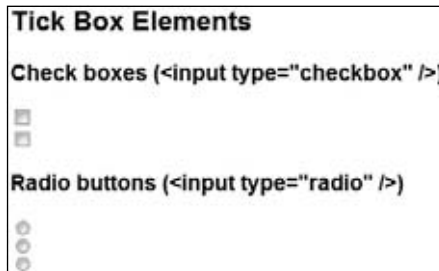 Tick Box Elements
Check boxes (<input type="checkbox" />)
Radio buttons (<input type="radio" />)